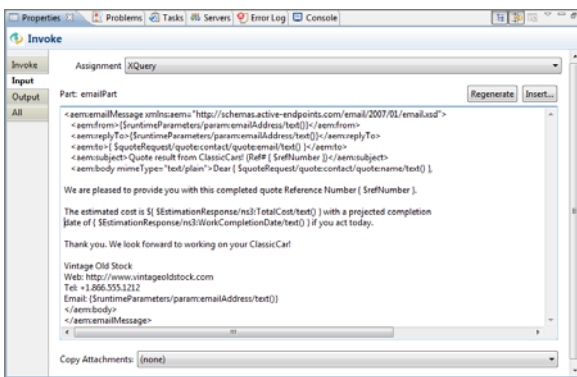 Properties Problems Tasks Servers Error Log Console
Invoke
Invoke
Input
Output
All
Assignment XQuery
Part: emailPart Regenerate Insert...
<aem:emailMessage xmlns:aem="http://schemas.active-endpoints.com/email/2007/01/email.xsd">
<aem:from>{$runtimeParameters/param:emailAddress/text()}</aem:from>
<aem:replyTo>{$runtimeParameters/param:emailAddress/text()}</aem:replyTo>
<aem:to>{ $quoteRequest/quote:contact/quote:email/text() }</aem:to>
<aem:subject>Quote result from ClassicCars! (Ref# { $refNumber })</aem:subject>
<aem:body mimeType="text/plain">Dear { $quoteRequest/quote:contact/quote:name/text() },
We are pleased to provide you with this completed quote Reference Number { $refNumber }.
The estimated cost is ${ $EstimationResponse/ns3:TotalCost/text() } with a projected completion
date of { $EstimationResponse/ns3:WorkCompletionDate/text() } if you act today.
Thank you. We look forward to working on your ClassicCar!
Vintage Old Stock
Web: http://www.vintageoldstock.com
Tel: +1.866.555.1212
Email: {$runtimeParameters/param:emailAddress/text()}
</aem:body>
</aem:emailMessage>
Copy Attachments: (none)